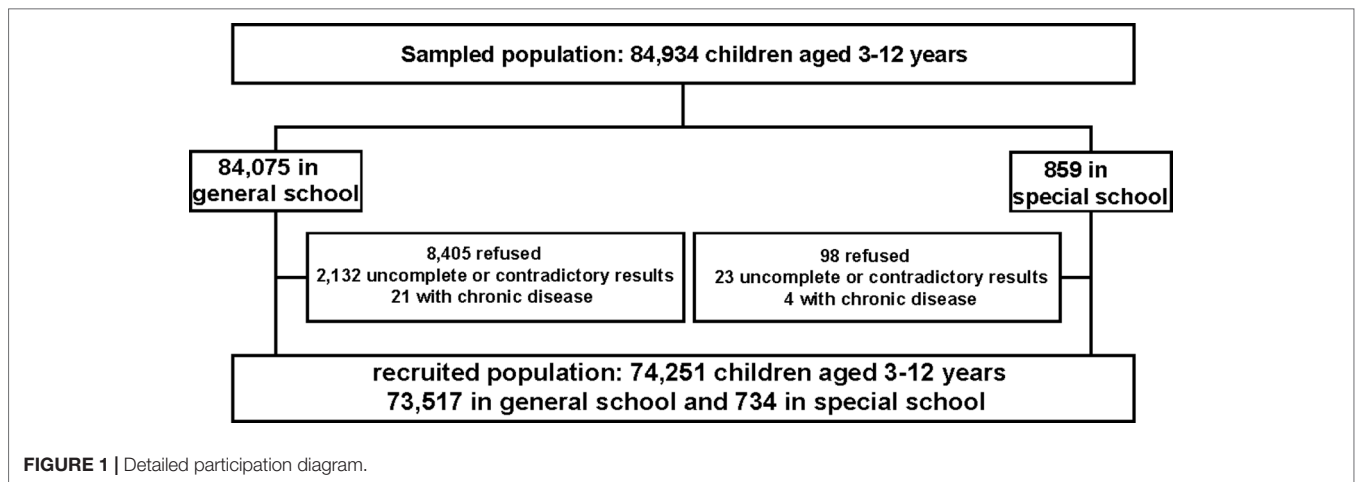 Sampled population: 84,934 children aged 3-12 years
84,075 in
general school
859 in
special school
8,405 refused
2,132 uncomplete or contradictory results
21 with chronic disease
98 refused
23 uncomplete or contradictory results
4 with chronic disease
recruited population: 74,251 children aged 3-12 years
73,517 in general school and 734 in special school
FIGURE 1 | Detailed participation diagram.